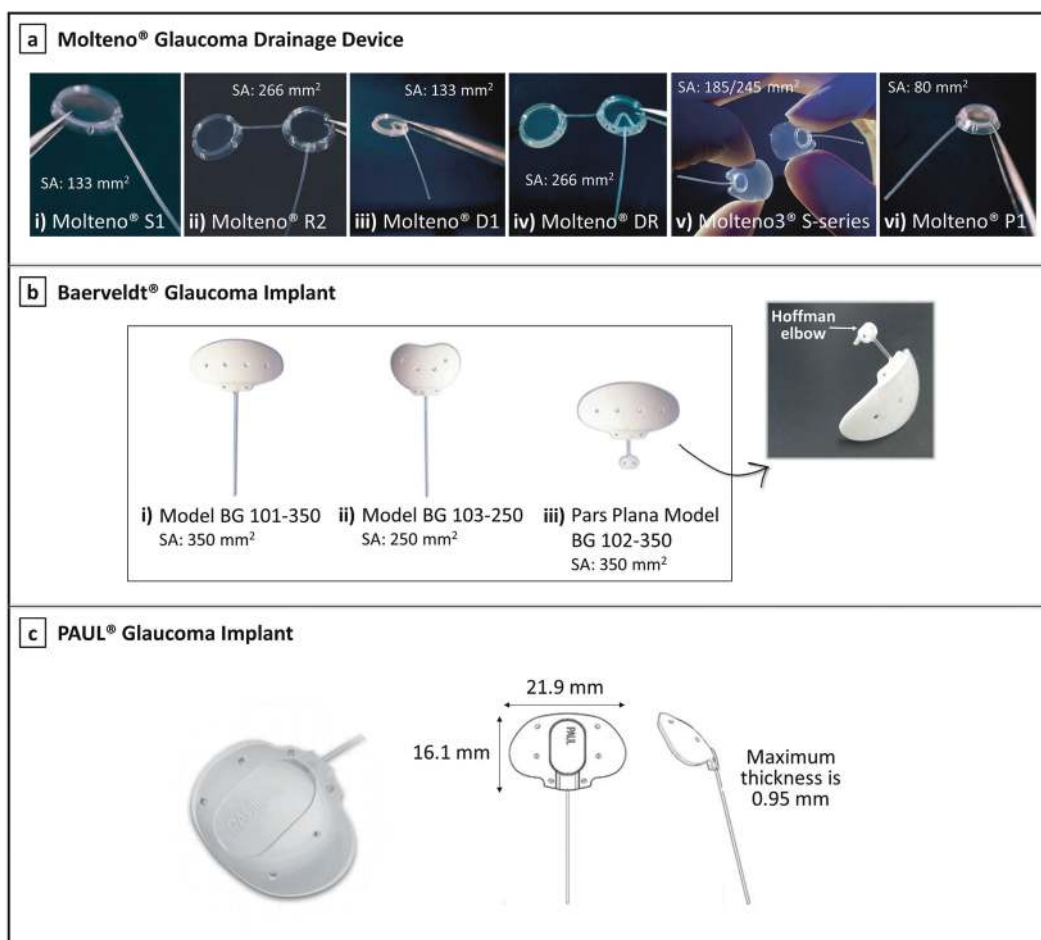 a Molteno® Glaucoma Drainage Device
SA: 133 mm²
i) Molteno® S1
SA: 266 mm²
ii) Molteno® R2
SA: 133 mm²
iii) Molteno® D1
SA: 266 mm²
iv) Molteno® DR
SA: 185/245 mm²
v) Molteno3® S-series
SA: 80 mm²
vi) Molteno® P1
b Baerveldt® Glaucoma Implant
i) Model BG 101-350
SA: 350 mm²
ii) Model BG 103-250
SA: 250 mm²
iii) Pars Plana Model
BG 102-350
SA: 350 mm²
Hoffman
elbow
c PAUL® Glaucoma Implant
PAUL
21.9 mm
16.1 mm
PAUL
Maximum
thickness is
0.95 mm